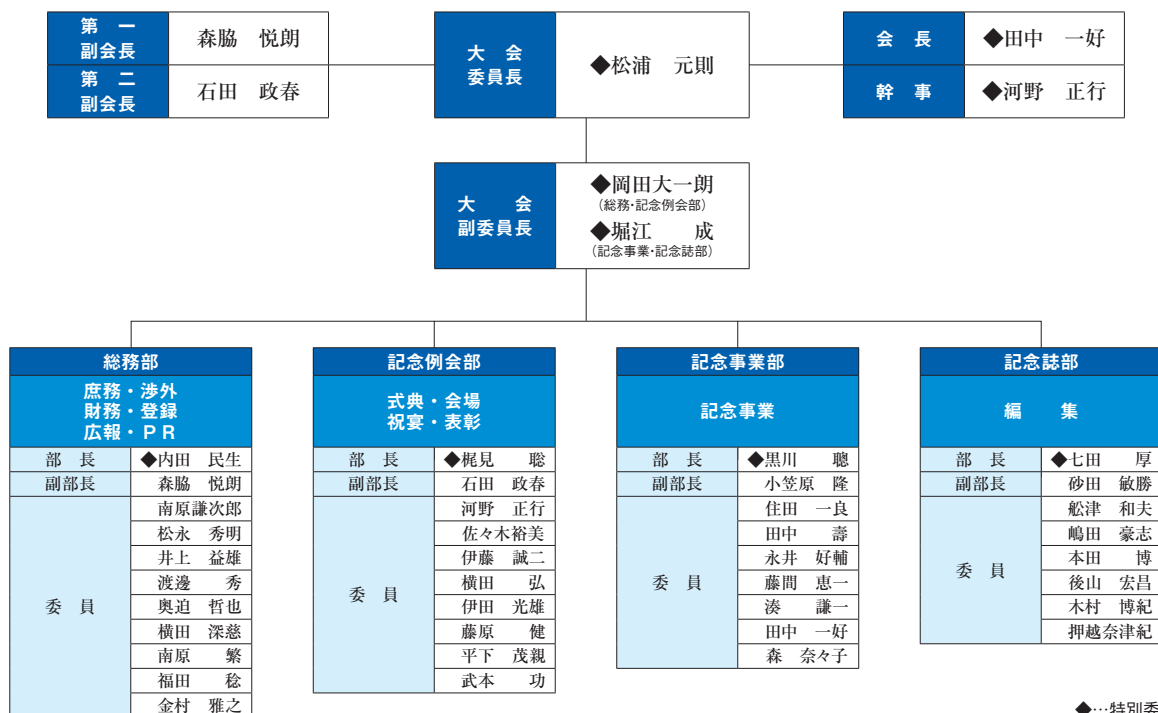 第一副会長 森脇 悦朗
第二副会長 石田 政春
大会委員長 ◆松浦 元則
会長 ◆田中 一好
幹事 ◆河野 正行
大会副委員長
◆岡田大一朗
(総務・記念例会部)
◆堀江 成
(記念事業・記念誌部)
総務部
庶務・渉外
財務・登録
広報・PR
部長 ◆内田 民生
副部長 森脇 悦朗
委員
南原謙次郎
松永 秀明
井上 益雄
渡邊 秀
奥迫 哲也
横田 深慈
南原 繁
福田 稔
金村 雅之
記念例会部
式典・会場
祝宴・表彰
部長 ◆梶見 聡
副部長 石田 政春
委員
河野 正行
佐々木裕美
伊藤 誠二
横田 弘
伊田 光雄
藤原 健
平下 茂親
武本 功
記念事業部
記念事業
部長 ◆黒川 聰
副部長 小笠原 隆
委員
住田 一良
田中 壽
永井 好輔
藤間 恵一
湊 謙一
田中 一好
森 奈々子
記念誌部
編集
部長 ◆七田 厚
副部長 砂田 敏勝
委員
舩津 和夫
嶋田 豪志
本田 博
後山 宏昌
木村 博紀
押越奈津紀
◆…特別委